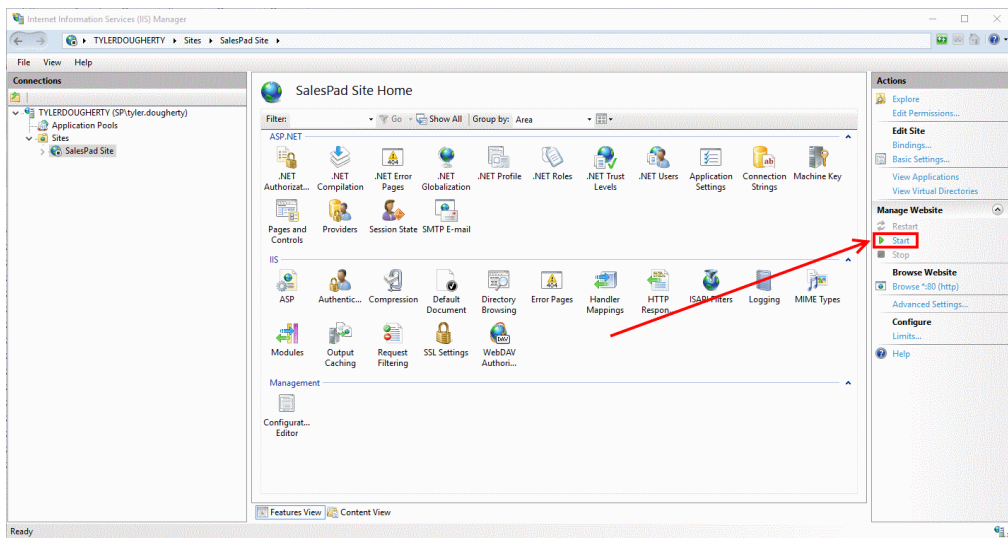 Internet Information Services (IIS) Manager
TYLERDOUGHERTY Sites SalesPad Site
File View Help
Connections
TYLERDOUGHERTY (SP\tyler.dougherty)
Application Pools
Sites
SalesPad Site
SalesPad Site Home
Filter: Go Show All Group by: Area
ASP.NET
.NET Authorizat...
.NET Compilation
.NET Error Pages
.NET Globalization
.NET Profile
.NET Roles
.NET Trust Levels
.NET Users
Application Settings
Connection Strings
Machine Key
Pages and Controls
Providers
Session State
SMTP E-mail
IIS
ASP
Authentic...
Compression
Default Document
Directory Browsing
Error Pages
Handler Mappings
HTTP Respon...
ISAPI Filters
Logging
MIME Types
Modules
Output Caching
Request Filtering
SSL Settings
WebDAV Authori...
Management
Configurat... Editor
Features View Content View
Actions
Explore
Edit Permissions...
Edit Site
Bindings...
Basic Settings...
View Applications
View Virtual Directories
Manage Website
Restart
Start
Stop
Browse Website
Browse *:80 (http)
Advanced Settings...
Configure
Limits...
Help
Ready